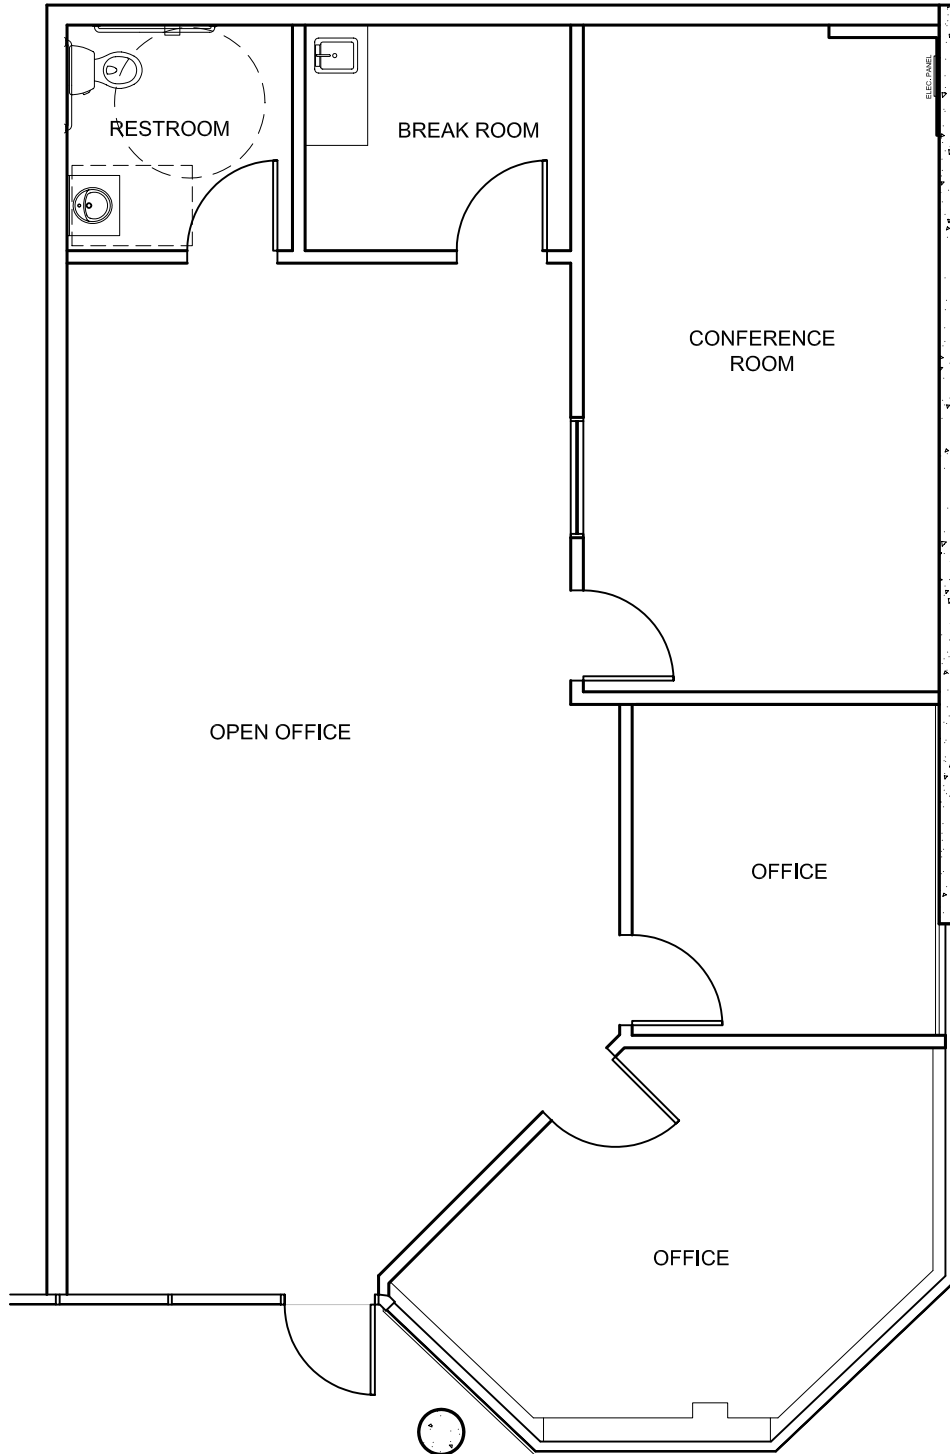 ELEC. PANEL
RESTROOM
BREAK ROOM
CONFERENCE
ROOM
OPEN OFFICE
OFFICE
OFFICE